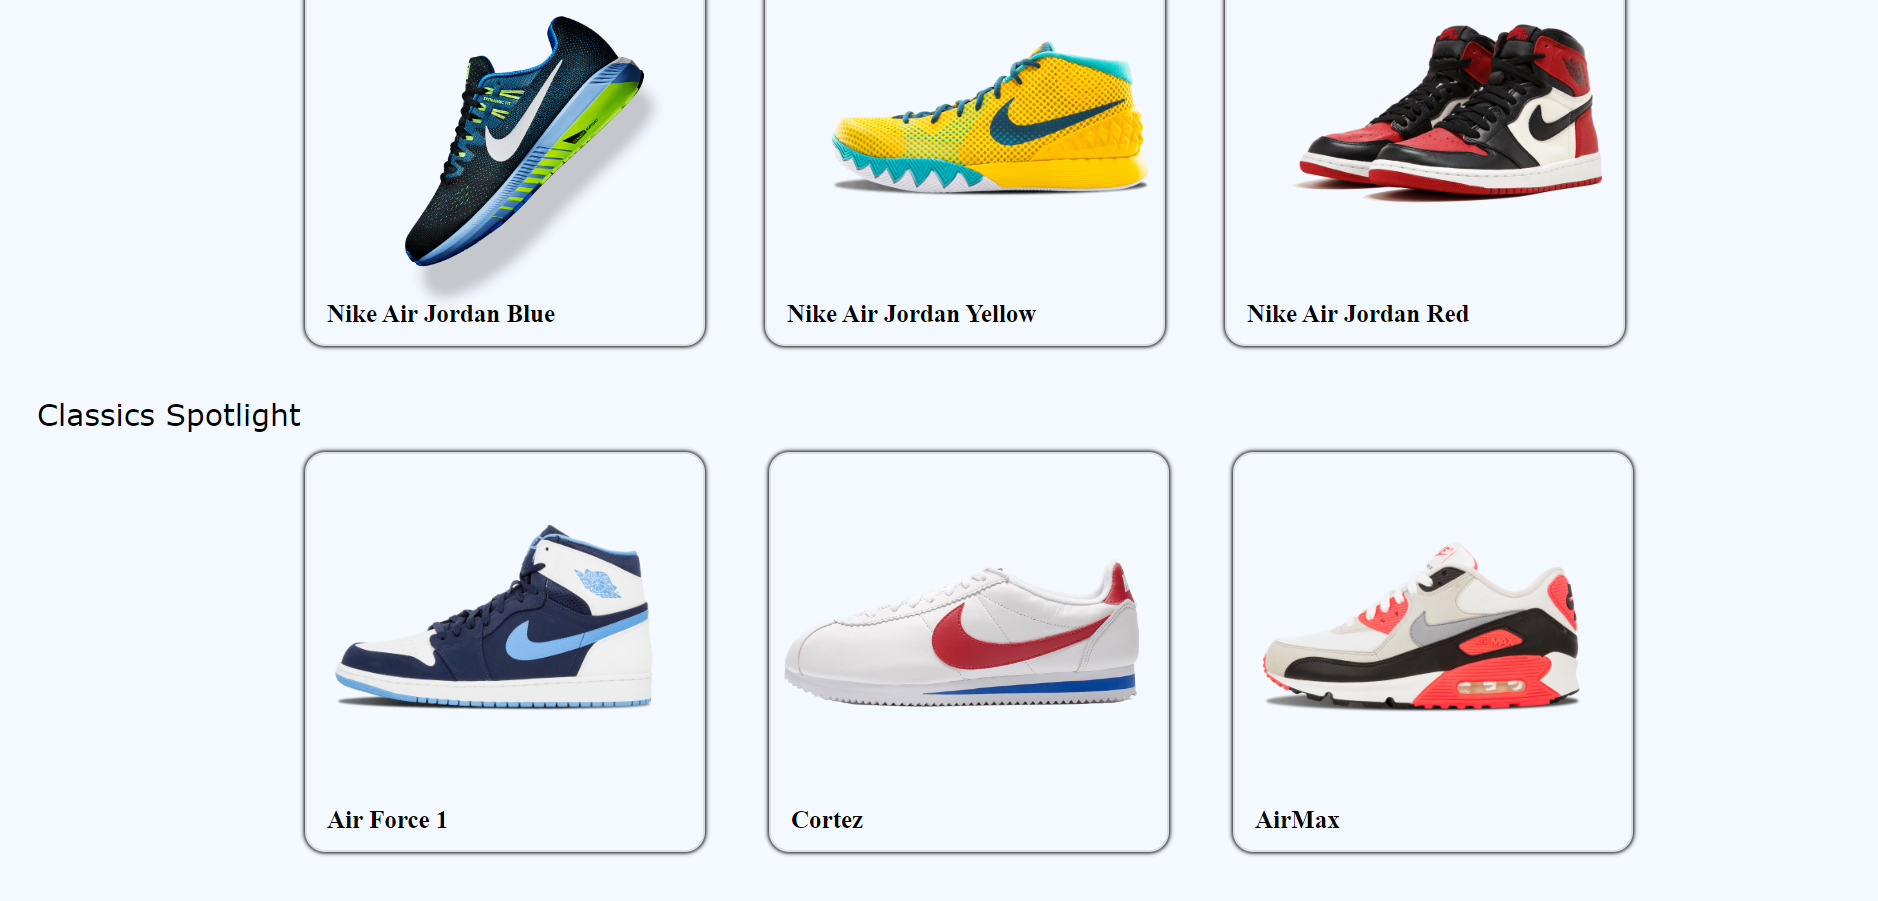 Nike Air Jordan Blue
Nike Air Jordan Yellow
Nike Air Jordan Red
Classics Spotlight
Air Force 1
Cortez
AirMax